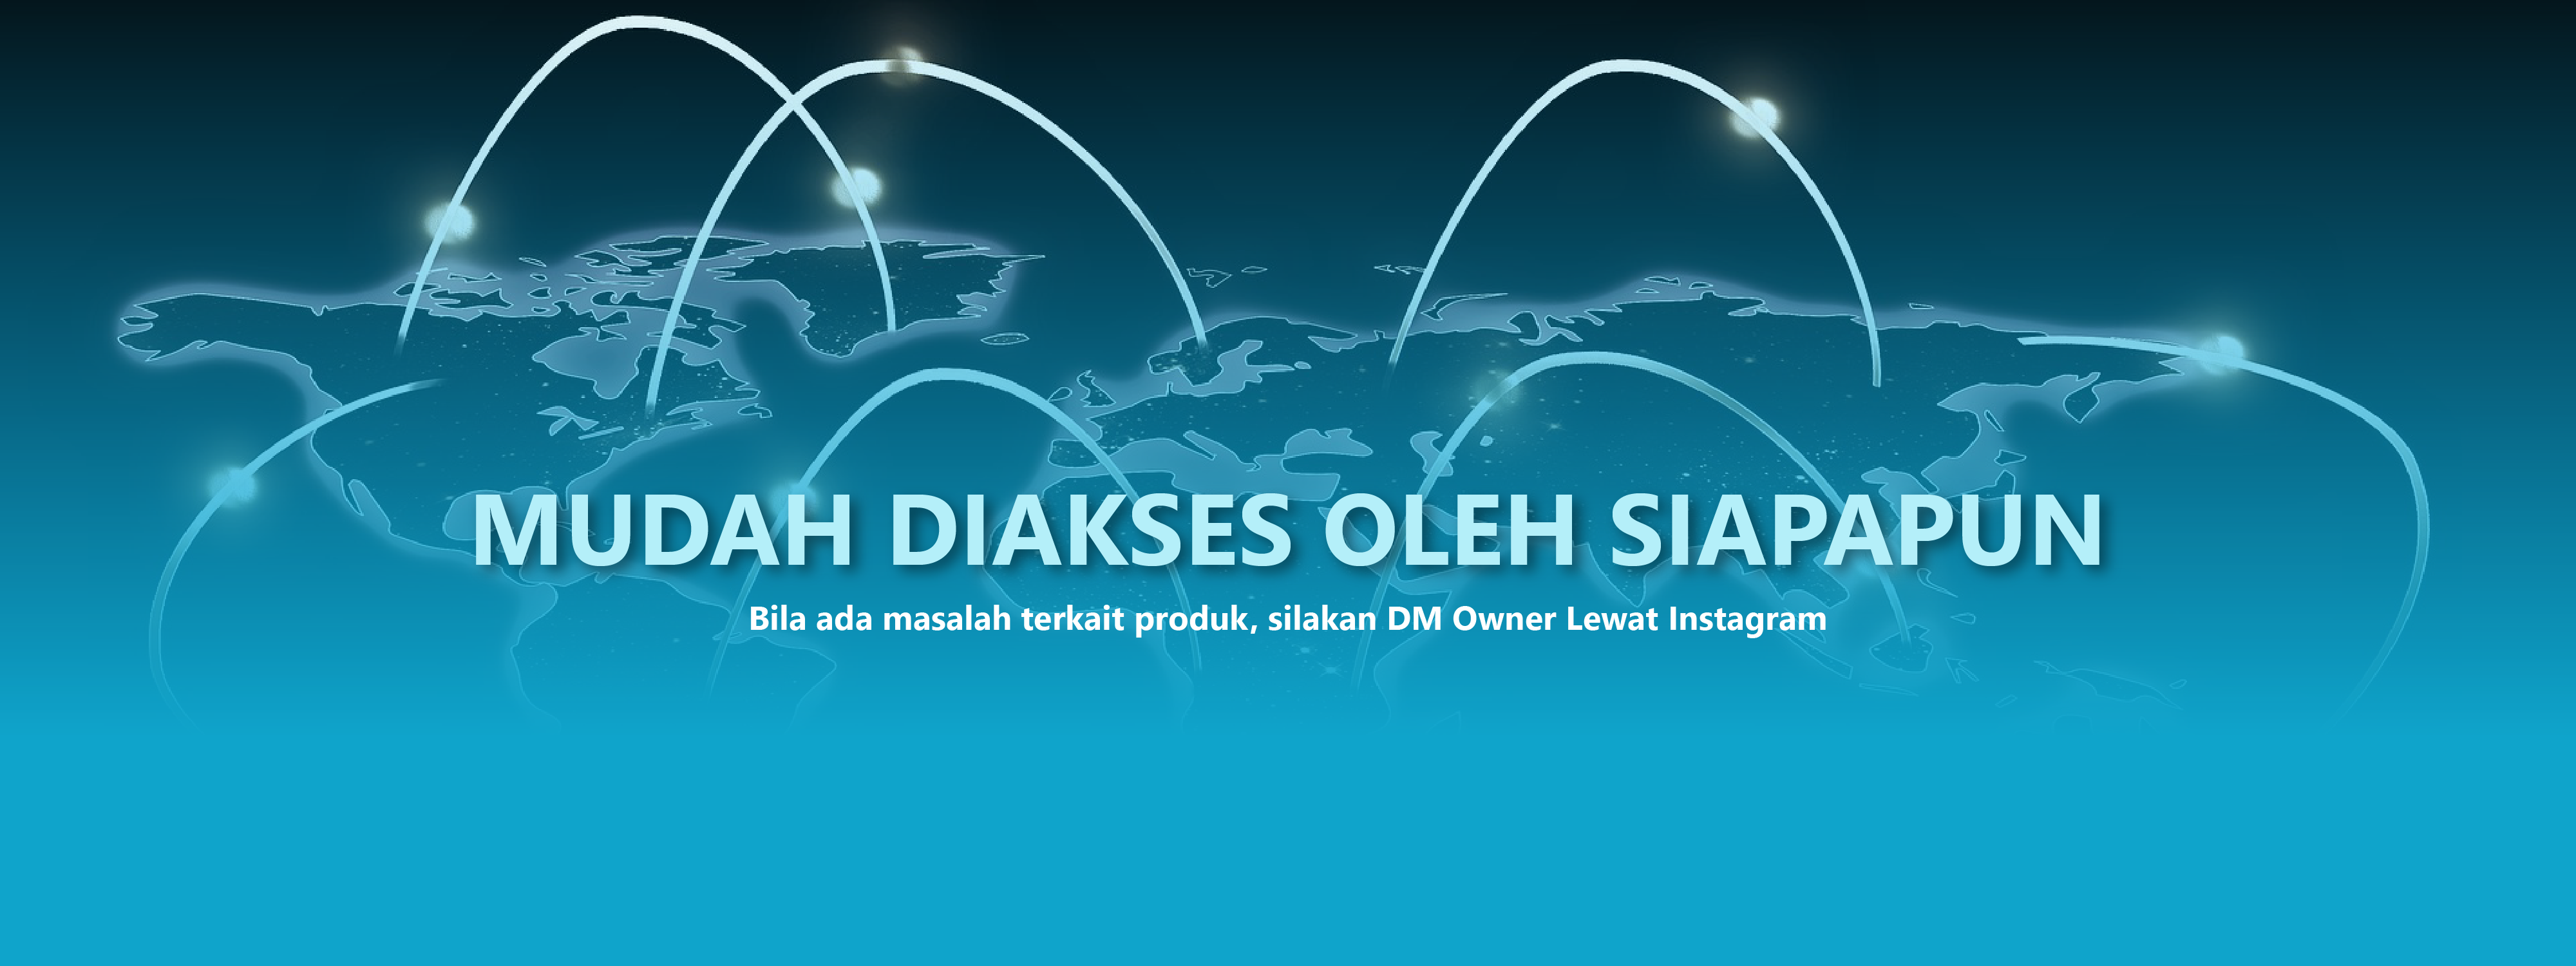 MUDAH DIAKSES OLEH SIAPAPUN
Bila ada masalah terkait produk, silakan DM Owner Lewat Instagram